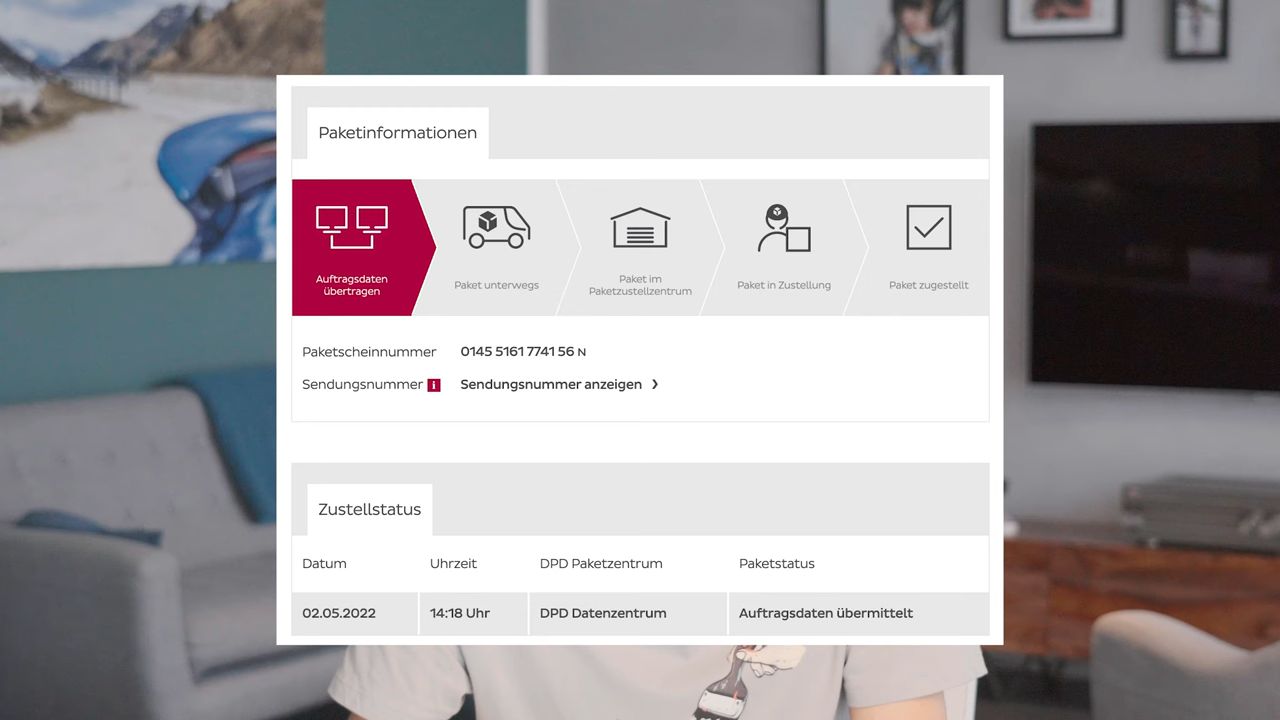 Paketinformationen
Auftragsdaten
übertragen
Paket unterwegs
Paket im
Paketzustellzentrum
Paket in Zustellung
Paket zugestellt
Paketscheinnummer 0145 5161 7741 56 N
Sendungsnummer i Sendungsnummer anzeigen ›
Zustellstatus
Datum Uhrzeit DPD Paketzentrum Paketstatus
02.05.2022 14:18 Uhr DPD Datenzentrum Auftragsdaten übermittelt